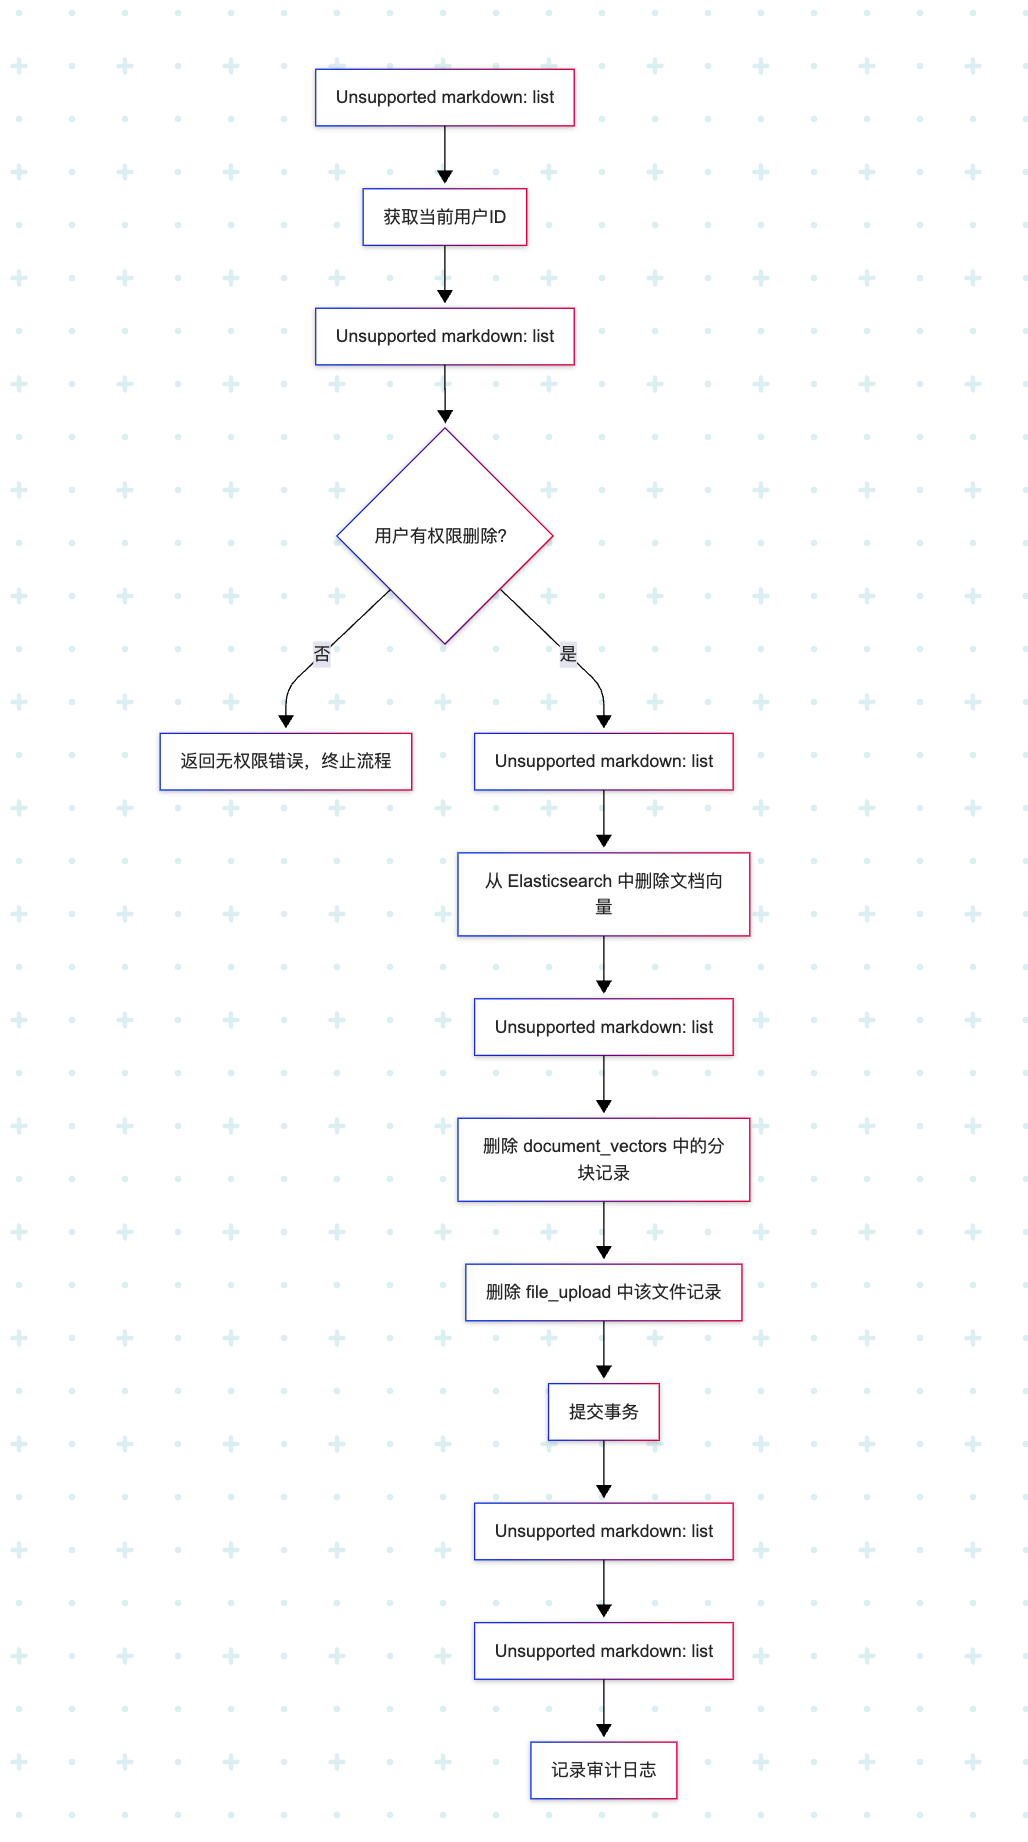 Unsupported markdown: list
获取当前用户ID
Unsupported markdown: list
用户有权限删除?
否
是
返回无权限错误，终止流程
Unsupported markdown: list
从 Elasticsearch 中删除文档向
量
Unsupported markdown: list
删除 document_vectors 中的分
块记录
删除 file_upload 中该文件记录
提交事务
Unsupported markdown: list
Unsupported markdown: list
记录审计日志